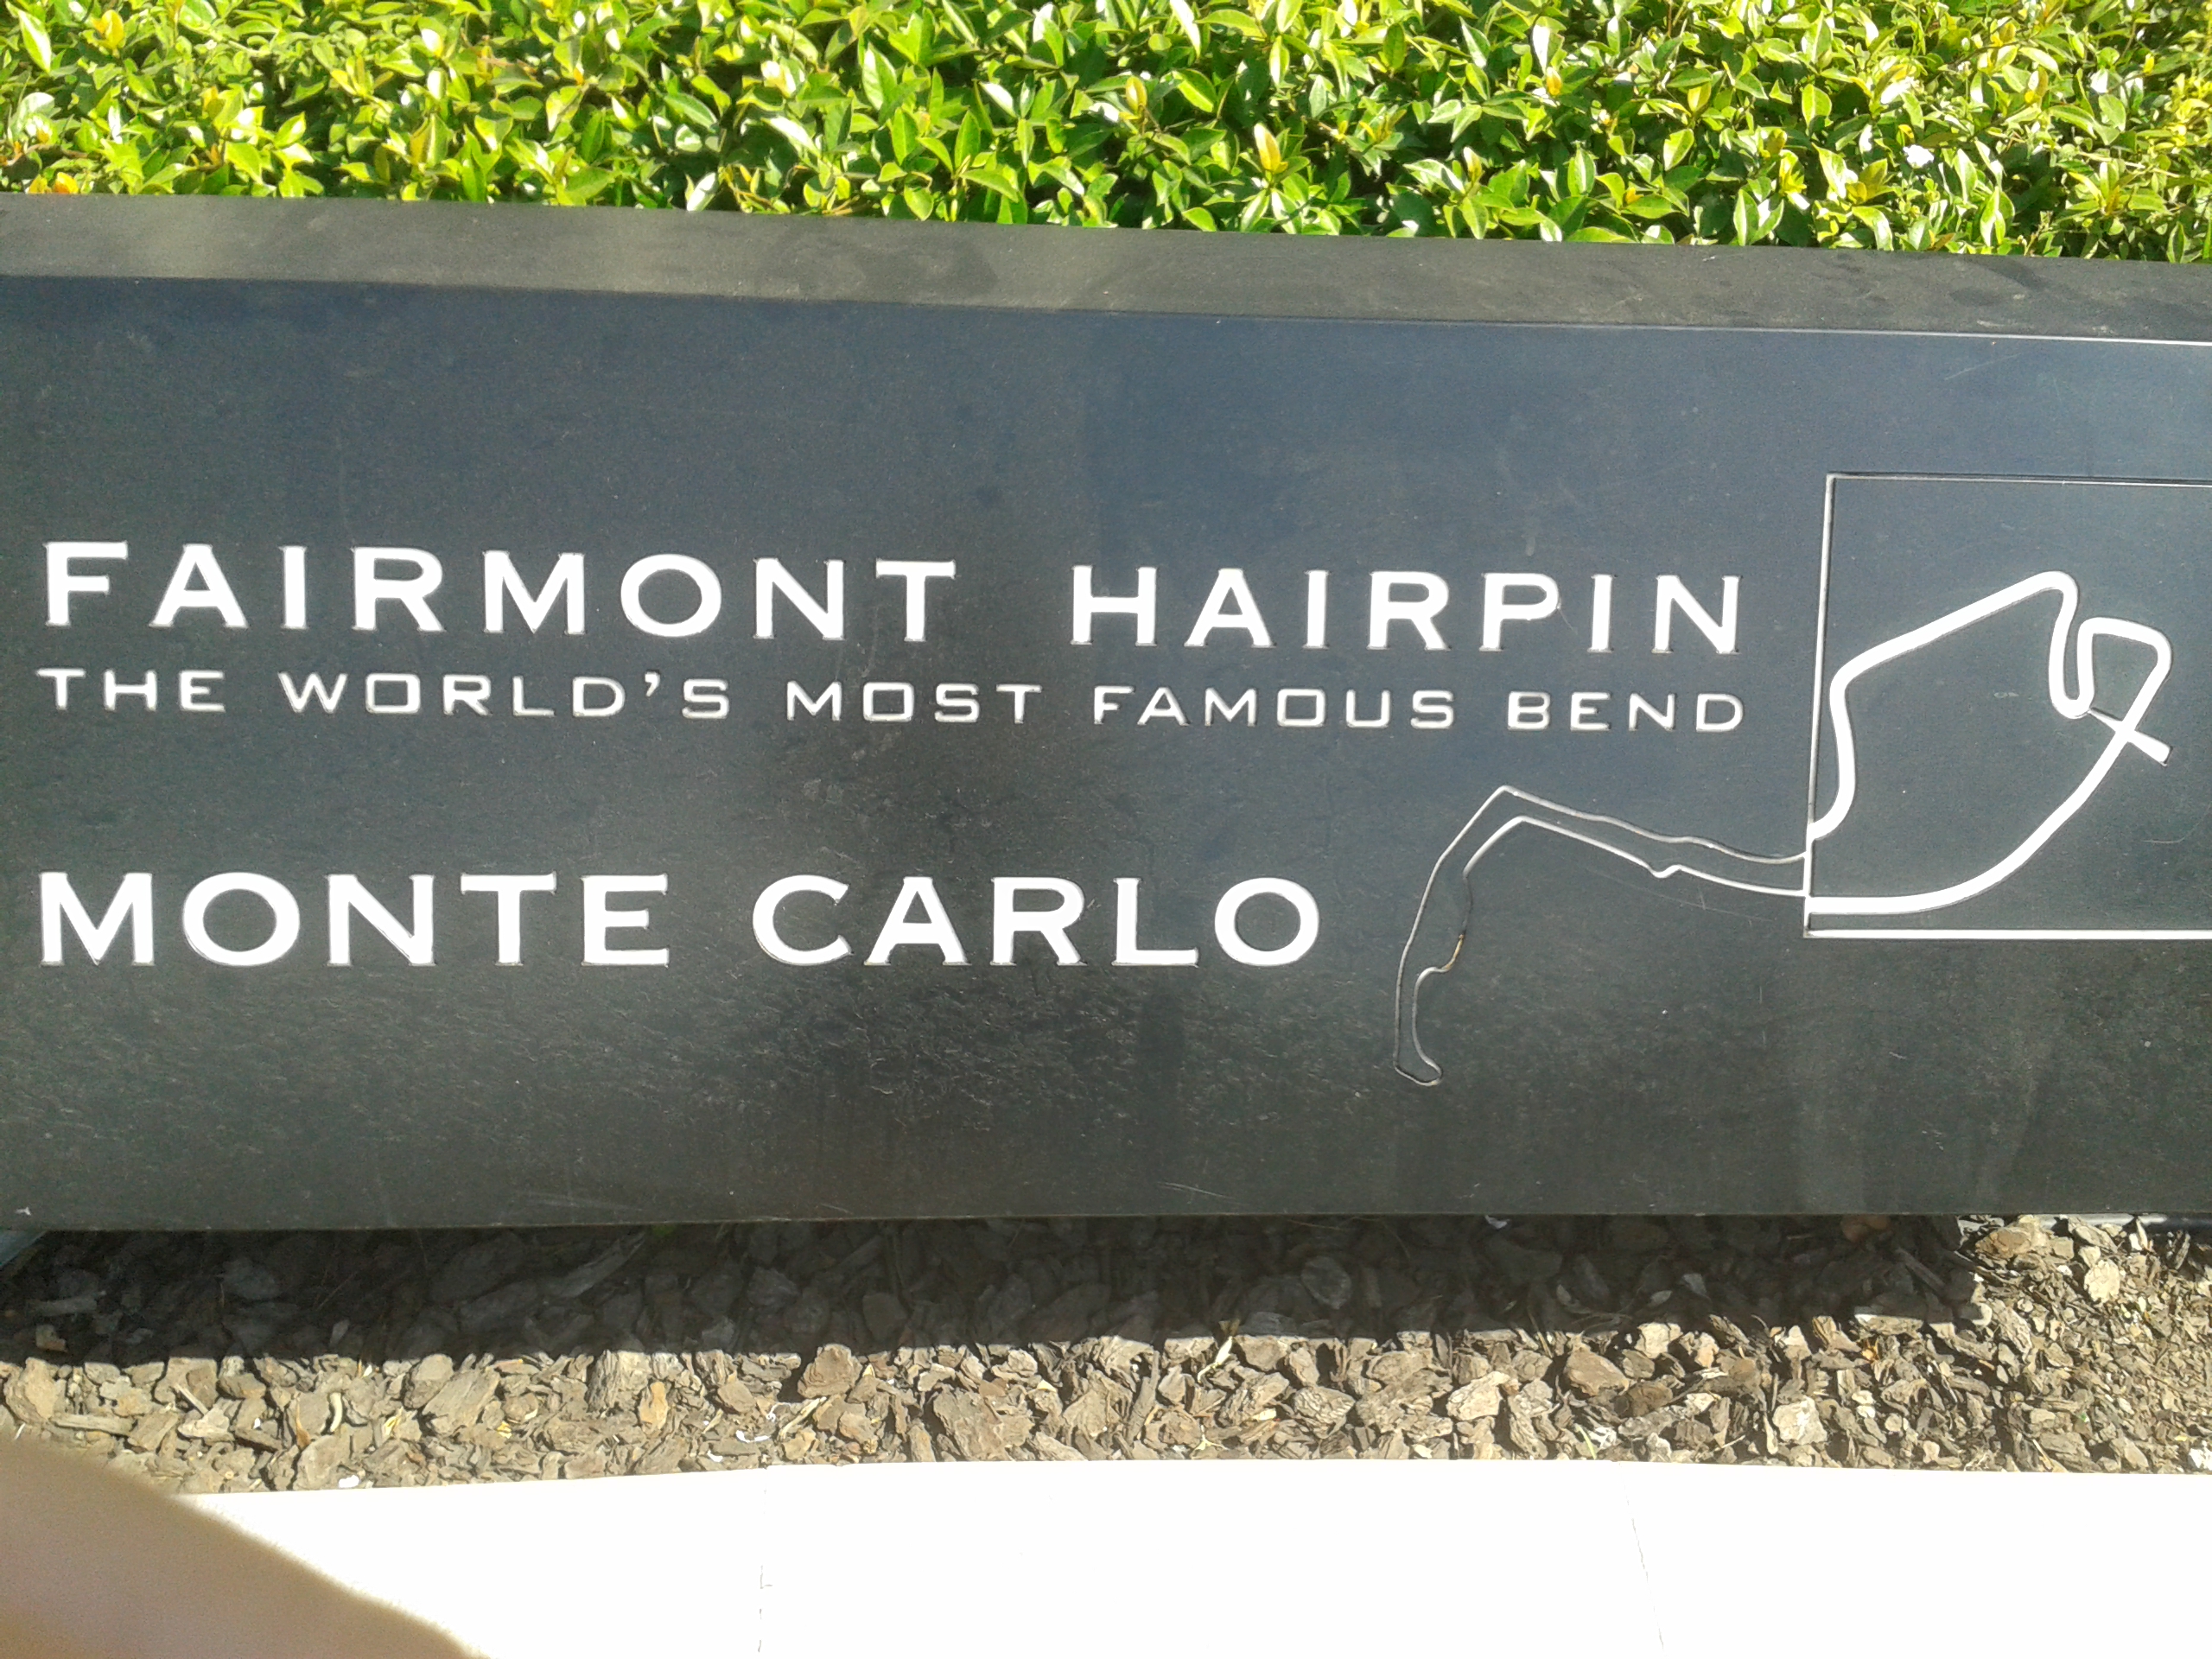 FAIRMONT HAIRPIN
THE WORLD'S MOST FAMOUS BEND
MONTE CARLO